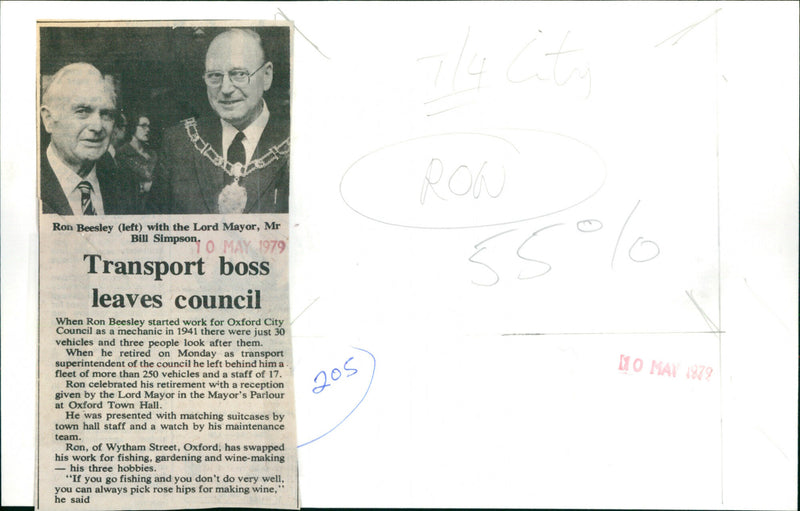 Ron Beesley (left) with the Lord Mayor, Mr
Bill Simpson.
10 MAY 1979
Transport boss
leaves council
When Ron Beesley started work for Oxford City
Council as a mechanic in 1941 there were just 30
vehicles and three people look after them.
When he retired on Monday as transport
superintendent of the council he left behind him a
fleet of more than 250 vehicles and a staff of 17.
Ron celebrated his retirement with a reception
given by the Lord Mayor in the Mayor's Parlour
at Oxford Town Hall.
He was presented with matching suitcases by
town hall staff and a watch by his maintenance
team.
Ron, of Wytham Street, Oxford, has swapped
his work for fishing, gardening and wine-making
— his three hobbies.
"If you go fishing and you don't do very well,
you can always pick rose hips for making wine,"
he said
7/4 City
RON
55%
205
10 MAY 1979